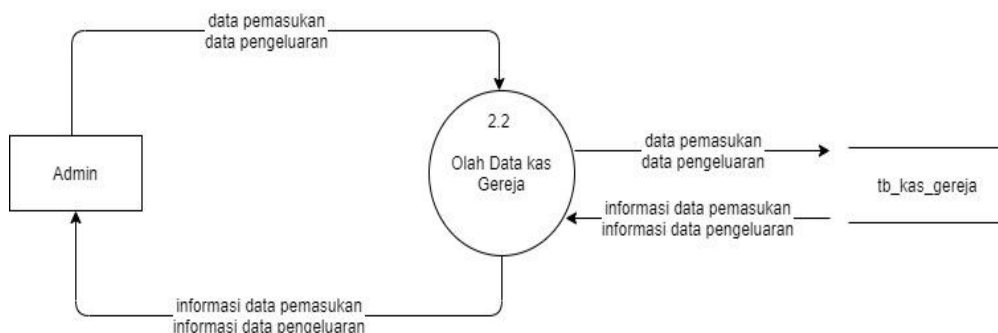 data pemasukan
data pengeluaran
2.2
Olah Data kas
Gereja
Admin
data pemasukan
data pengeluaran
tb_kas_gereja
informasi data pemasukan
informasi data pengeluaran
informasi data pemasukan
informasi data pengeluaran